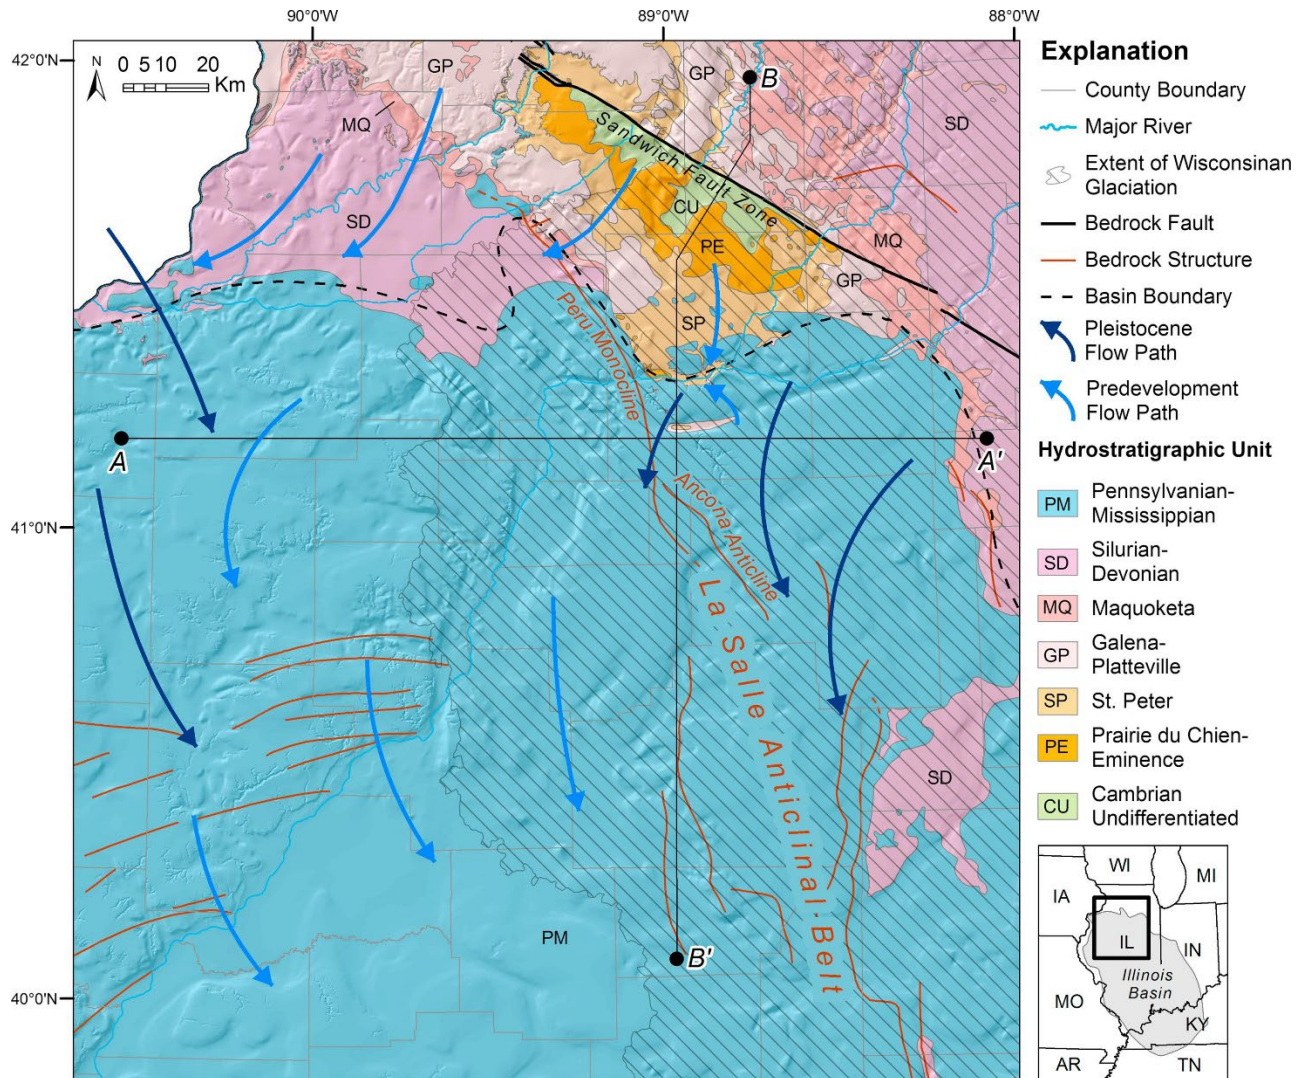 90°0'W
89°0'W
88°0'W
42°0'N
41°0'N
40°0'N
N
0 5 10 20
Km
GP
MQ
SD
GP
B
SD
Sandwich Fault Zone
CU
PE
MQ
GP
SP
Peru Monocline
A
A'
Ancona Anticline
La Salle Anticlinal Belt
SD
PM
B'
Explanation
County Boundary
Major River
Extent of Wisconsinan
Glaciation
Bedrock Fault
Bedrock Structure
Basin Boundary
Pleistocene
Flow Path
Predevelopment
Flow Path
Hydrostratigraphic Unit
PM Pennsylvanian-
Mississippian
SD Silurian-
Devonian
MQ Maquoketa
GP Galena-
Platteville
SP St. Peter
PE Prairie du Chien-
Eminence
CU Cambrian
Undifferentiated
WI
MI
IA
IL
IN
Illinois
Basin
MO
KY
AR
TN